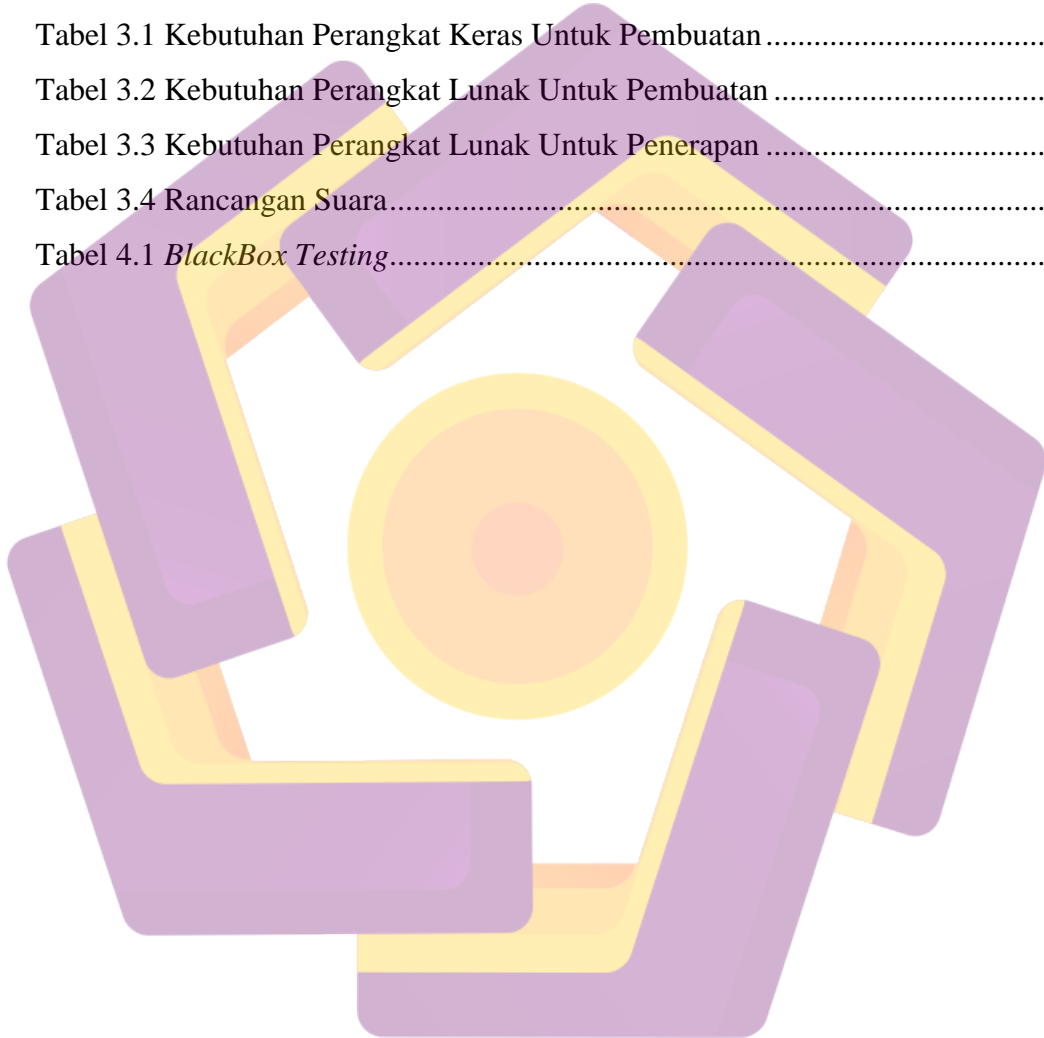 Tabel 3.1 Kebutuhan Perangkat Keras Untuk Pembuatan...................................
Tabel 3.2 Kebutuhan Perangkat Lunak Untuk Pembuatan..................................
Tabel 3.3 Kebutuhan Perangkat Lunak Untuk Penerapan...................................
Tabel 3.4 Rancangan Suara..................................................................................
Tabel 4.1 BlackBox Testing..................................................................................